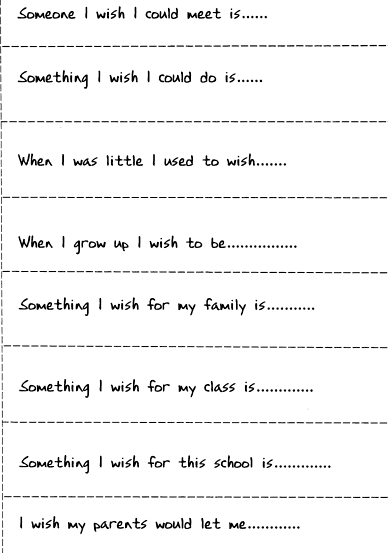 Someone I wish I could meet is......
Something I wish I could do is......
When I was little I used to wish.......
When I grow up I wish to be................
Something I wish for my family is...........
Something I wish for my class is.............
Something I wish for this school is.............
I wish my parents would let me............